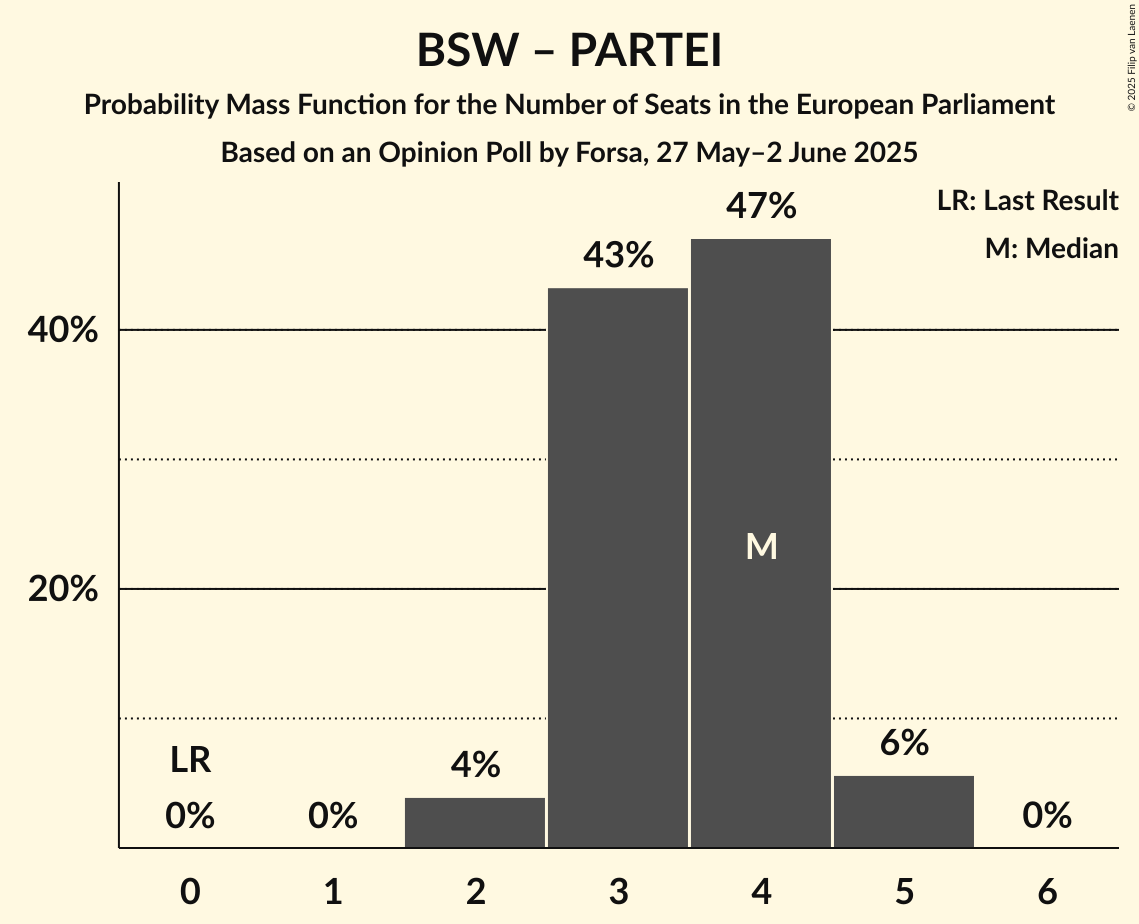 BSW – PARTEI
Probability Mass Function for the Number of Seats in the European Parliament
Based on an Opinion Poll by Forsa, 27 May–2 June 2025
© 2025 Filip van Laenen
LR: Last Result
M: Median
47%
43%
40%
M
20%
6%
LR
4%
0%
0%
0%
0
1
2
3
4
5
6